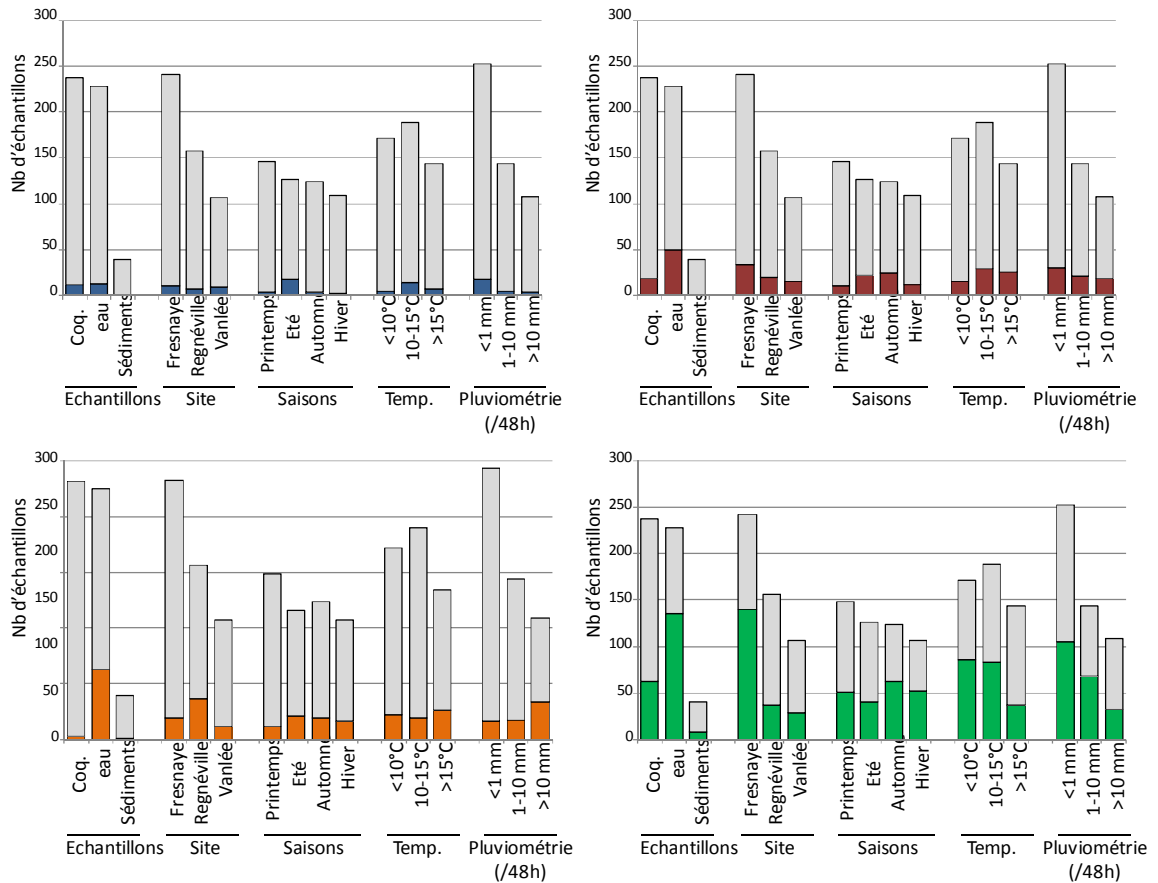 300
250
200
150
100
50
0
Nb d'échantillons
Coq.
eau
Sédiments
Fresnaye
Regnéville
Vanlée
Printemps
Eté
Automne
Hiver
<10°C
10-15°C
>15°C
<1 mm
1-10 mm
>10 mm
Echantillons Site Saisons Temp. Pluviométrie
(/48h)
300
250
200
150
100
50
0
Nb d'échantillons
Coq.
eau
Sédiments
Fresnaye
Regnéville
Vanlée
Printemps
Eté
Automne
Hiver
<10°C
10-15°C
>15°C
<1 mm
1-10 mm
>10 mm
Echantillons Site Saisons Temp. Pluviométrie
(/48h)
300
250
200
150
100
50
0
Nb d'échantillons
Coq.
eau
Sédiments
Fresnaye
Regnéville
Vanlée
Printemps
Eté
Automne
Hiver
<10°C
10-15°C
>15°C
<1 mm
1-10 mm
>10 mm
Echantillons Site Saisons Temp. Pluviométrie
(/48h)
300
250
200
150
100
50
0
Nb d'échantillons
Coq.
eau
Sédiments
Fresnaye
Regnéville
Vanlée
Printemps
Eté
Automne
Hiver
<10°C
10-15°C
>15°C
<1 mm
1-10 mm
>10 mm
Echantillons Site Saisons Temp. Pluviométrie
(/48h)